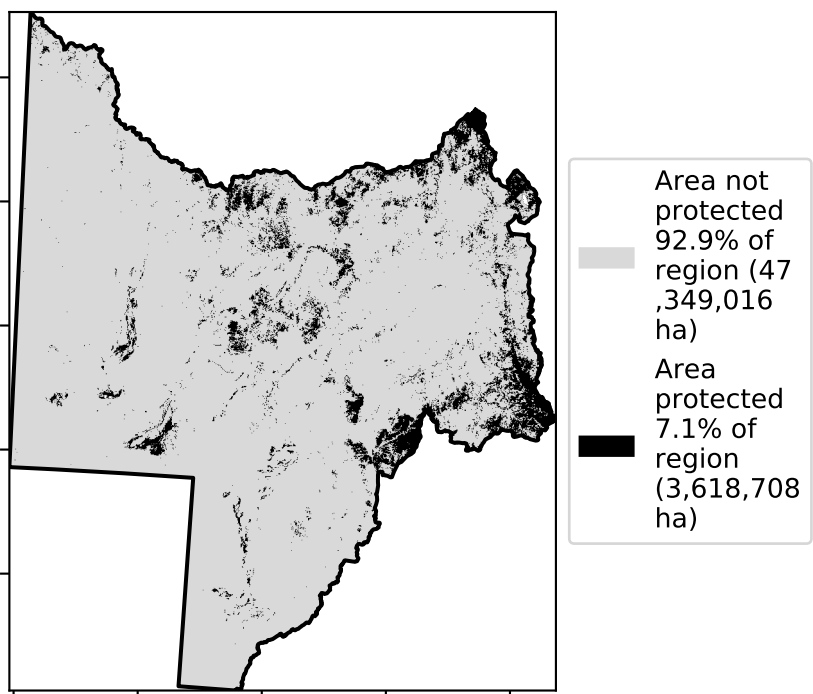 Area not
protected
92.9% of
region (47
,349,016
ha)
Area
protected
7.1% of
region
(3,618,708
ha)